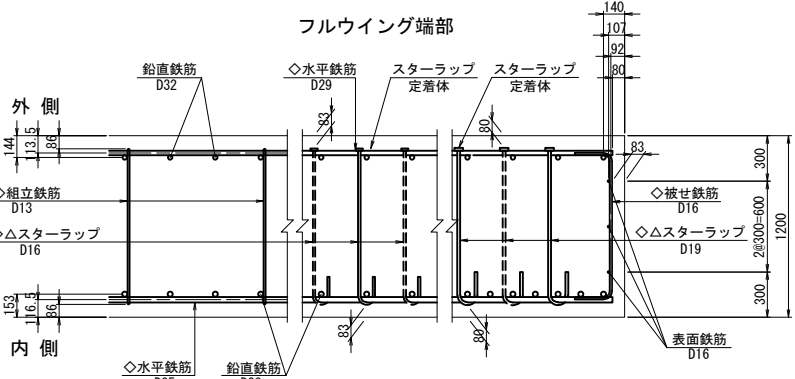 フルウイング端部
140
107
92
80
鉛直鉄筋
D32
◇水平鉄筋
D29
スターラップ
定着体
スターラップ
定着体
外 側
83
80
83
144
113.5
86
300
2@300=600
300
1200
◇組立鉄筋
D13
◇被せ鉄筋
D16
△スターラップ
D16
◇△スターラップ
D19
153
116.5
86
83
80
内 側
◇水平鉄筋
鉛直鉄筋
表面鉄筋
D16